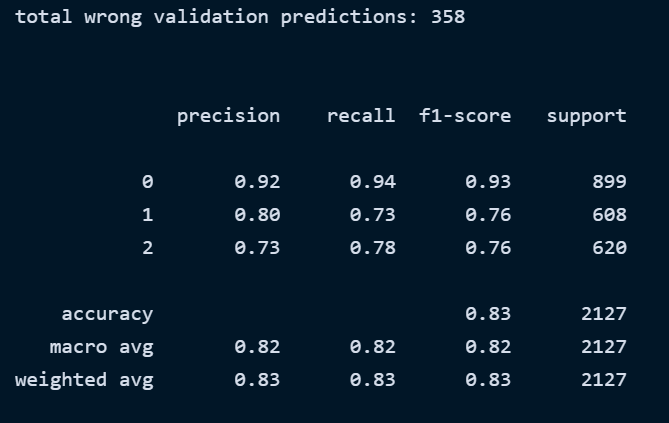 total wrong validation predictions: 358
precision recall f1-score support
0 0.92 0.94 0.93 899
1 0.80 0.73 0.76 608
2 0.73 0.78 0.76 620
accuracy 0.83 2127
macro avg 0.82 0.82 0.82 2127
weighted avg 0.83 0.83 0.83 2127